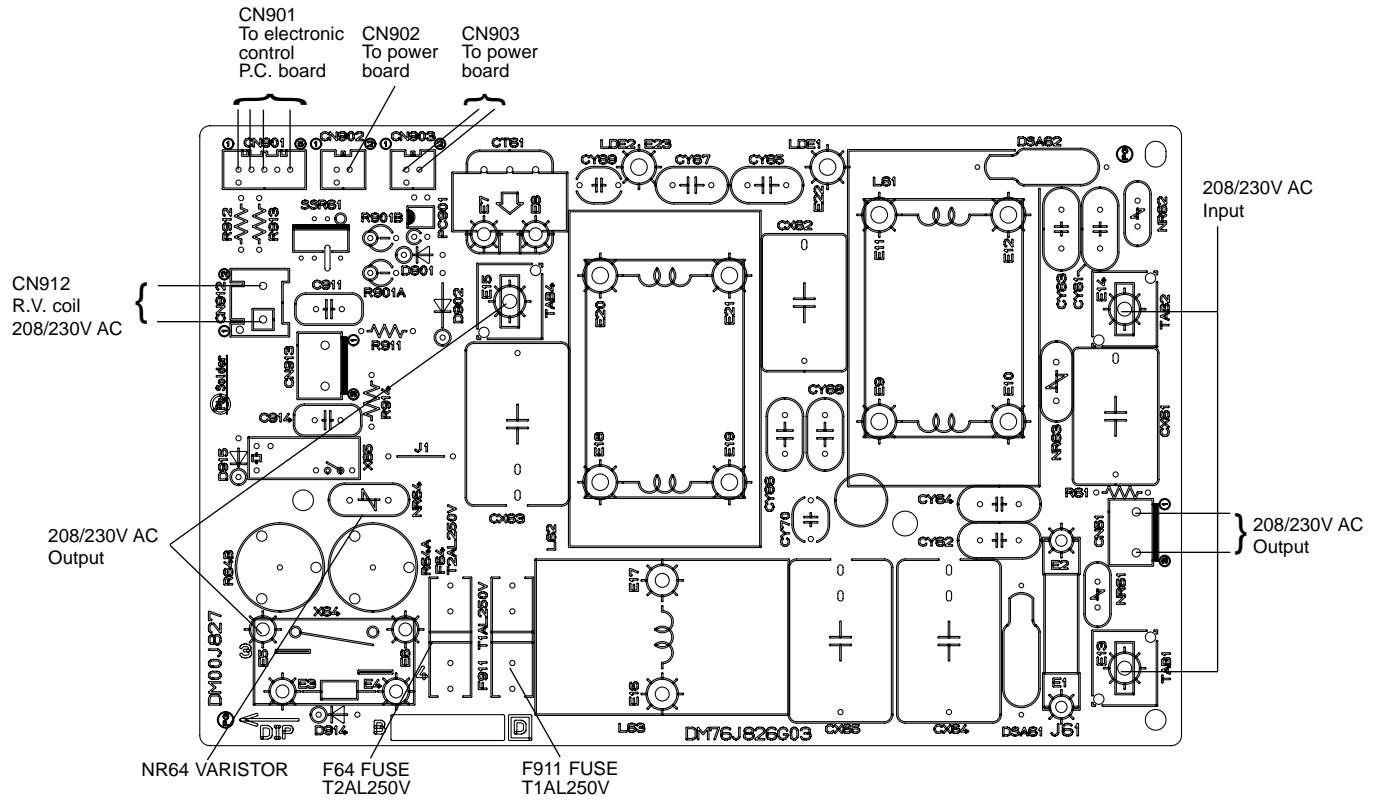 CN901
To electronic
control
P.C. board
CN902
To power
board
CN903
To power
board
CN901
CN902
CN903
CT61
LDE2
E23
CY69
CY67
CY65
LDE1
E22
DSA62
L61
R912
R913
SSR61
R901B
PC901
E7
E8
D901
R901A
CX62
E11
E12
CY63
CY61
NR62
208/230V AC
Input
CN912
R.V. coil
208/230V AC
CN912
C911
D902
E15
TAB4
E20
E21
E14
TAB2
R911
CN913
Solder
C914
R914
CY68
E9
E10
NR63
CX61
D915
X65
J1
E18
E19
CY66
R61
NR64
CX63
L62
CY70
CY64
CY62
CN61
208/230V AC
Output
208/230V AC
Output
R64B
R64A
F64
T2AL250V
E2
E17
NR61
X64
T1AL250V
DM00J827
3
E5
E6
4
F911
E13
TAB1
E3
E4
E16
E1
DIP
D914
B
D
L63
DM76J826G03
CX65
CX64
DSA61
J61
NR64 VARISTOR
F64 FUSE
T2AL250V
F911 FUSE
T1AL250V